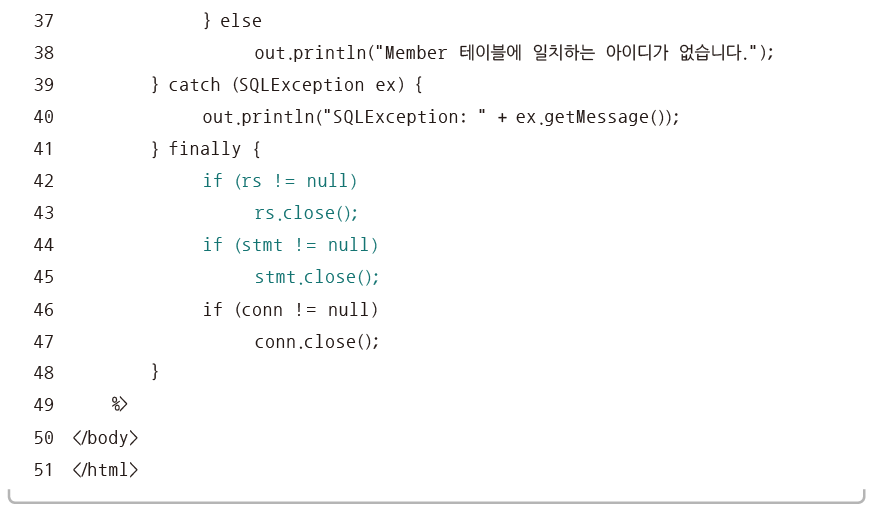 37 } else
38 out.println("Member 테이블에 일치하는 아이디가 없습니다.");
39 } catch (SQLException ex) {
40 out.println("SQLException: " + ex.getMessage());
41 } finally {
42 if (rs != null)
43 rs.close();
44 if (stmt != null)
45 stmt.close();
46 if (conn != null)
47 conn.close();
48 }
49 %>
50 </body>
51 </html>